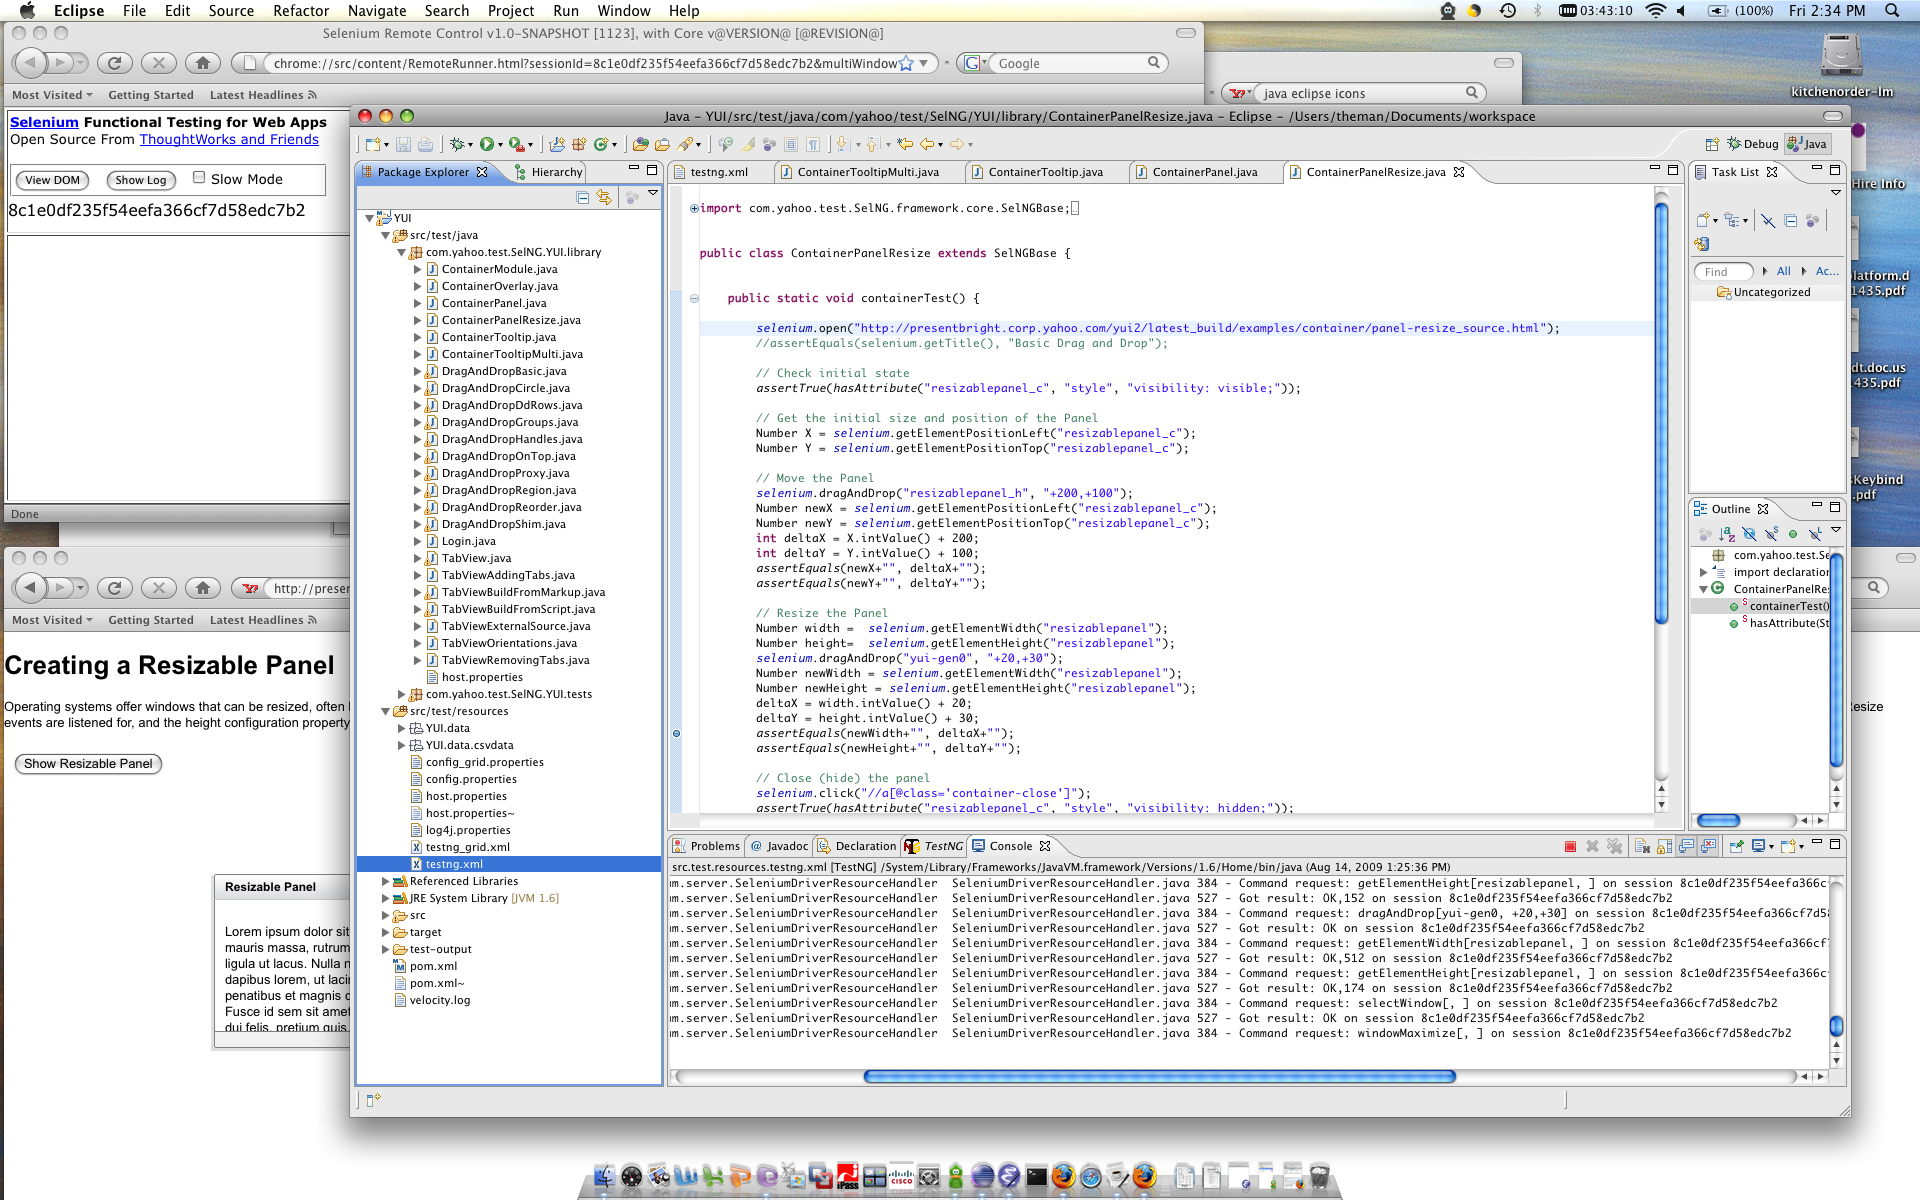 Eclipse File Edit Source Refactor Navigate Search Project Run Window Help
03:43:10 (100%) Fri 2:34 PM
Selenium Remote Control v1.0-SNAPSHOT [1123], with Core v@VERSION@ [@REVISION@]
chrome://src/content/RemoteRunner.html?sessionId=8c1e0df235f54eefa366cf7d58edc7b2&multiWindow
Google
Most Visited Getting Started Latest Headlines
Selenium Functional Testing for Web Apps
Open Source From ThoughtWorks and Friends
View DOM Show Log Slow Mode
8c1e0df235f54eefa366cf7d58edc7b2
Done
java eclipse icons
kitchenorder-lm
Hire Info
latform.d
1435.pdf
dt.doc.us
435.pdf
sKeybind
.pdf
http://preser
Most Visited Getting Started Latest Headlines
Creating a Resizable Panel
Operating systems offer windows that can be resized, often
Resize
events are listened for, and the height configuration property
Show Resizable Panel
Resizable Panel
Lorem ipsum dolor sit
mauris massa, rutrum
ligula ut lacus. Nulla n
dapibus lorem, ut lacin
penatibus et magnis d
Fusce id sem sit amet
dui felis, pretium quis
Java - YUI/src/test/java/com/yahoo/test/SelNG/YUI/library/ContainerPanelResize.java - Eclipse - /Users/theman/Documents/workspace
Debug Java
Package Explorer Hierarchy
YUI
src/test/java
com.yahoo.test.SelNG.YUI.library
ContainerModule.java
ContainerOverlay.java
ContainerPanel.java
ContainerPanelResize.java
ContainerTooltip.java
ContainerTooltipMulti.java
DragAndDropBasic.java
DragAndDropCircle.java
DragAndDropDdRows.java
DragAndDropGroups.java
DragAndDropHandles.java
DragAndDropOnTop.java
DragAndDropProxy.java
DragAndDropRegion.java
DragAndDropReorder.java
DragAndDropShim.java
Login.java
TabView.java
TabViewAddingTabs.java
TabViewBuildFromMarkup.java
TabViewBuildFromScript.java
TabViewExternalSource.java
TabViewOrientations.java
TabViewRemovingTabs.java
host.properties
com.yahoo.test.SelNG.YUI.tests
src/test/resources
YUI.data
YUI.data.csvdata
config_grid.properties
config.properties
host.properties
host.properties~
log4j.properties
testng_grid.xml
testng.xml
Referenced Libraries
JRE System Library [JVM 1.6]
src
target
test-output
pom.xml
pom.xml~
velocity.log
testng.xml ContainerTooltipMulti.java ContainerTooltip.java ContainerPanel.java ContainerPanelResize.java
import com.yahoo.test.SelNG.framework.core.SelNGBase;
public class ContainerPanelResize extends SelNGBase {
public static void containerTest() {
selenium.open("http://presentbright.corp.yahoo.com/yui2/latest_build/examples/container/panel-resize_source.html");
//assertEquals(selenium.getTitle(), "Basic Drag and Drop");
// Check initial state
assertTrue(hasAttribute("resizablepanel_c", "style", "visibility: visible;"));
// Get the initial size and position of the Panel
Number X = selenium.getElementPositionLeft("resizablepanel_c");
Number Y = selenium.getElementPositionTop("resizablepanel_c");
// Move the Panel
selenium.dragAndDrop("resizablepanel_h", "+200,+100");
Number newX = selenium.getElementPositionLeft("resizablepanel_c");
Number newY = selenium.getElementPositionTop("resizablepanel_c");
int deltaX = X.intValue() + 200;
int deltaY = Y.intValue() + 100;
assertEquals(newX+"", deltaX+"");
assertEquals(newY+"", deltaY+"");
// Resize the Panel
Number width = selenium.getElementWidth("resizablepanel");
Number height= selenium.getElementHeight("resizablepanel");
selenium.dragAndDrop("yui-gen0", "+20,+30");
Number newWidth = selenium.getElementWidth("resizablepanel");
Number newHeight = selenium.getElementHeight("resizablepanel");
deltaX = width.intValue() + 20;
deltaY = height.intValue() + 30;
assertEquals(newWidth+"", deltaX+"");
assertEquals(newHeight+"", deltaY+"");
// Close (hide) the panel
selenium.click("//a[@class='container-close']");
assertTrue(hasAttribute("resizablepanel_c", "style", "visibility: hidden;"));
Task List
Find All Ac...
Uncategorized
Outline
com.yahoo.test.Se
import declaration
ContainerPanelRes
containerTest()
hasAttribute(St
Problems Javadoc Declaration TestNG Console
src.test.resources.testng.xml [TestNG] /System/Library/Frameworks/JavaVM.framework/Versions/1.6/Home/bin/java (Aug 14, 2009 1:25:36 PM)
m.server.SeleniumDriverResourceHandler SeleniumDriverResourceHandler.java 384 - Command request: getElementHeight[resizablepanel, ] on session 8c1e0df235f54eefa366c
m.server.SeleniumDriverResourceHandler SeleniumDriverResourceHandler.java 527 - Got result: OK,152 on session 8c1e0df235f54eefa366cf7d58edc7b2
m.server.SeleniumDriverResourceHandler SeleniumDriverResourceHandler.java 384 - Command request: dragAndDrop[yui-gen0, +20,+30] on session 8c1e0df235f54eefa366cf7d58
m.server.SeleniumDriverResourceHandler SeleniumDriverResourceHandler.java 527 - Got result: OK on session 8c1e0df235f54eefa366cf7d58edc7b2
m.server.SeleniumDriverResourceHandler SeleniumDriverResourceHandler.java 384 - Command request: getElementWidth[resizablepanel, ] on session 8c1e0df235f54eefa366cf7
m.server.SeleniumDriverResourceHandler SeleniumDriverResourceHandler.java 527 - Got result: OK,512 on session 8c1e0df235f54eefa366cf7d58edc7b2
m.server.SeleniumDriverResourceHandler SeleniumDriverResourceHandler.java 384 - Command request: getElementHeight[resizablepanel, ] on session 8c1e0df235f54eefa366c
m.server.SeleniumDriverResourceHandler SeleniumDriverResourceHandler.java 527 - Got result: OK,174 on session 8c1e0df235f54eefa366cf7d58edc7b2
m.server.SeleniumDriverResourceHandler SeleniumDriverResourceHandler.java 384 - Command request: selectWindow[, ] on session 8c1e0df235f54eefa366cf7d58edc7b2
m.server.SeleniumDriverResourceHandler SeleniumDriverResourceHandler.java 527 - Got result: OK on session 8c1e0df235f54eefa366cf7d58edc7b2
m.server.SeleniumDriverResourceHandler SeleniumDriverResourceHandler.java 384 - Command request: windowMaximize[, ] on session 8c1e0df235f54eefa366cf7d58edc7b2
iPass
CISCO